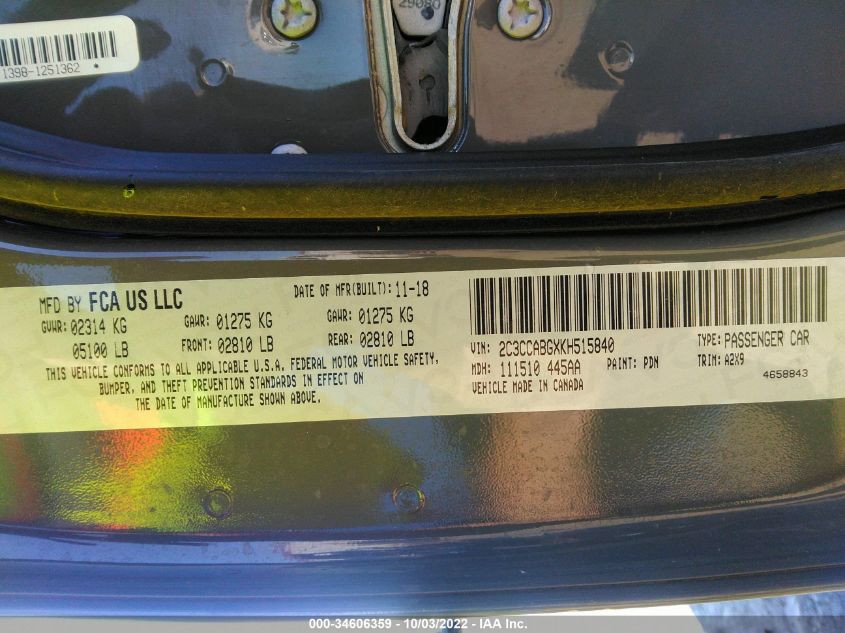 29080
1398-1251362
MFD BY FCA US LLC
DATE OF MFR(BUILT): 11-18
GVWR: 02314 KG GAWR: 01275 KG GAWR: 01275 KG
05100 LB FRONT: 02810 LB REAR: 02810 LB
THIS VEHICLE CONFORMS TO ALL APPLICABLE U.S.A. FEDERAL MOTOR VEHICLE SAFETY,
BUMPER, AND THEFT PREVENTION STANDARDS IN EFFECT ON
THE DATE OF MANUFACTURE SHOWN ABOVE.
VIN: 2C3CCABGXKH515840 TYPE: PASSENGER CAR
MDH: 111510 445AA PAINT: PDN TRIM: A2X9
VEHICLE MADE IN CANADA 4658843
000-34606359 - 10/03/2022 - IAA Inc.